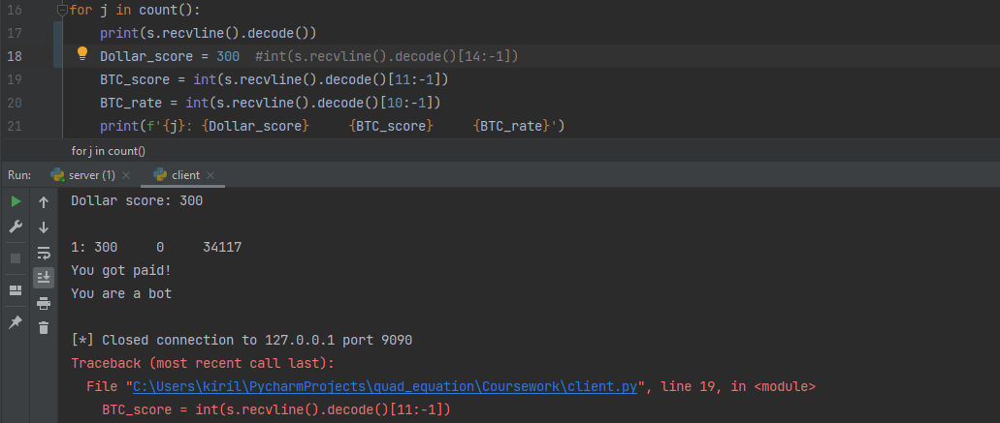 16 for j in count():
17 print(s.recvline().decode())
18 Dollar_score = 300 #int(s.recvline().decode()[14:-1])
19 BTC_score = int(s.recvline().decode()[11:-1])
20 BTC_rate = int(s.recvline().decode()[10:-1])
21 print(f'{j}: {Dollar_score}     {BTC_score}     {BTC_rate}')
for j in count()
Run: server (1) × client ×
Dollar score: 300
1: 300     0     34117
You got paid!
You are a bot
[*] Closed connection to 127.0.0.1 port 9090
Traceback (most recent call last):
File "C:\Users\kiril\PycharmProjects\quad_equation\Coursework\client.py", line 19, in <module>
BTC_score = int(s.recvline().decode()[11:-1])